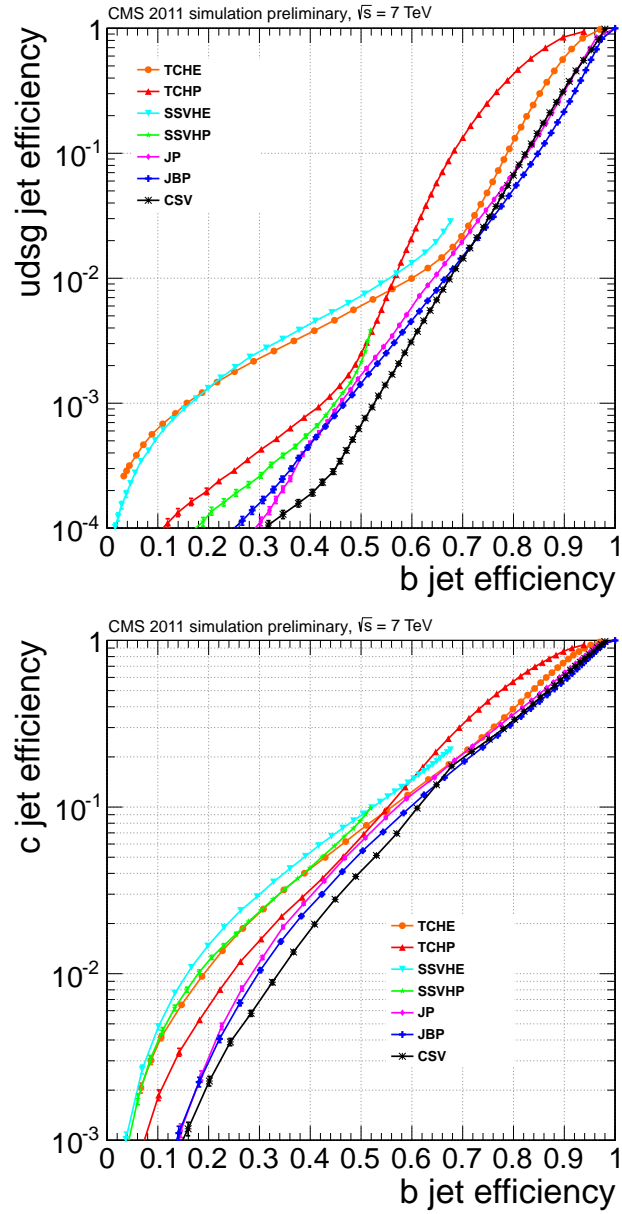 CMS 2011 simulation preliminary, √s = 7 TeV
udsg jet efficiency
1
10⁻¹
10⁻²
10⁻³
10⁻⁴
TCHE
TCHP
SSVHE
SSVHP
JP
JBP
CSV
0 0.1 0.2 0.3 0.4 0.5 0.6 0.7 0.8 0.9 1
b jet efficiency
CMS 2011 simulation preliminary, √s = 7 TeV
c jet efficiency
1
10⁻¹
10⁻²
10⁻³
TCHE
TCHP
SSVHE
SSVHP
JP
JBP
CSV
0 0.1 0.2 0.3 0.4 0.5 0.6 0.7 0.8 0.9 1
b jet efficiency